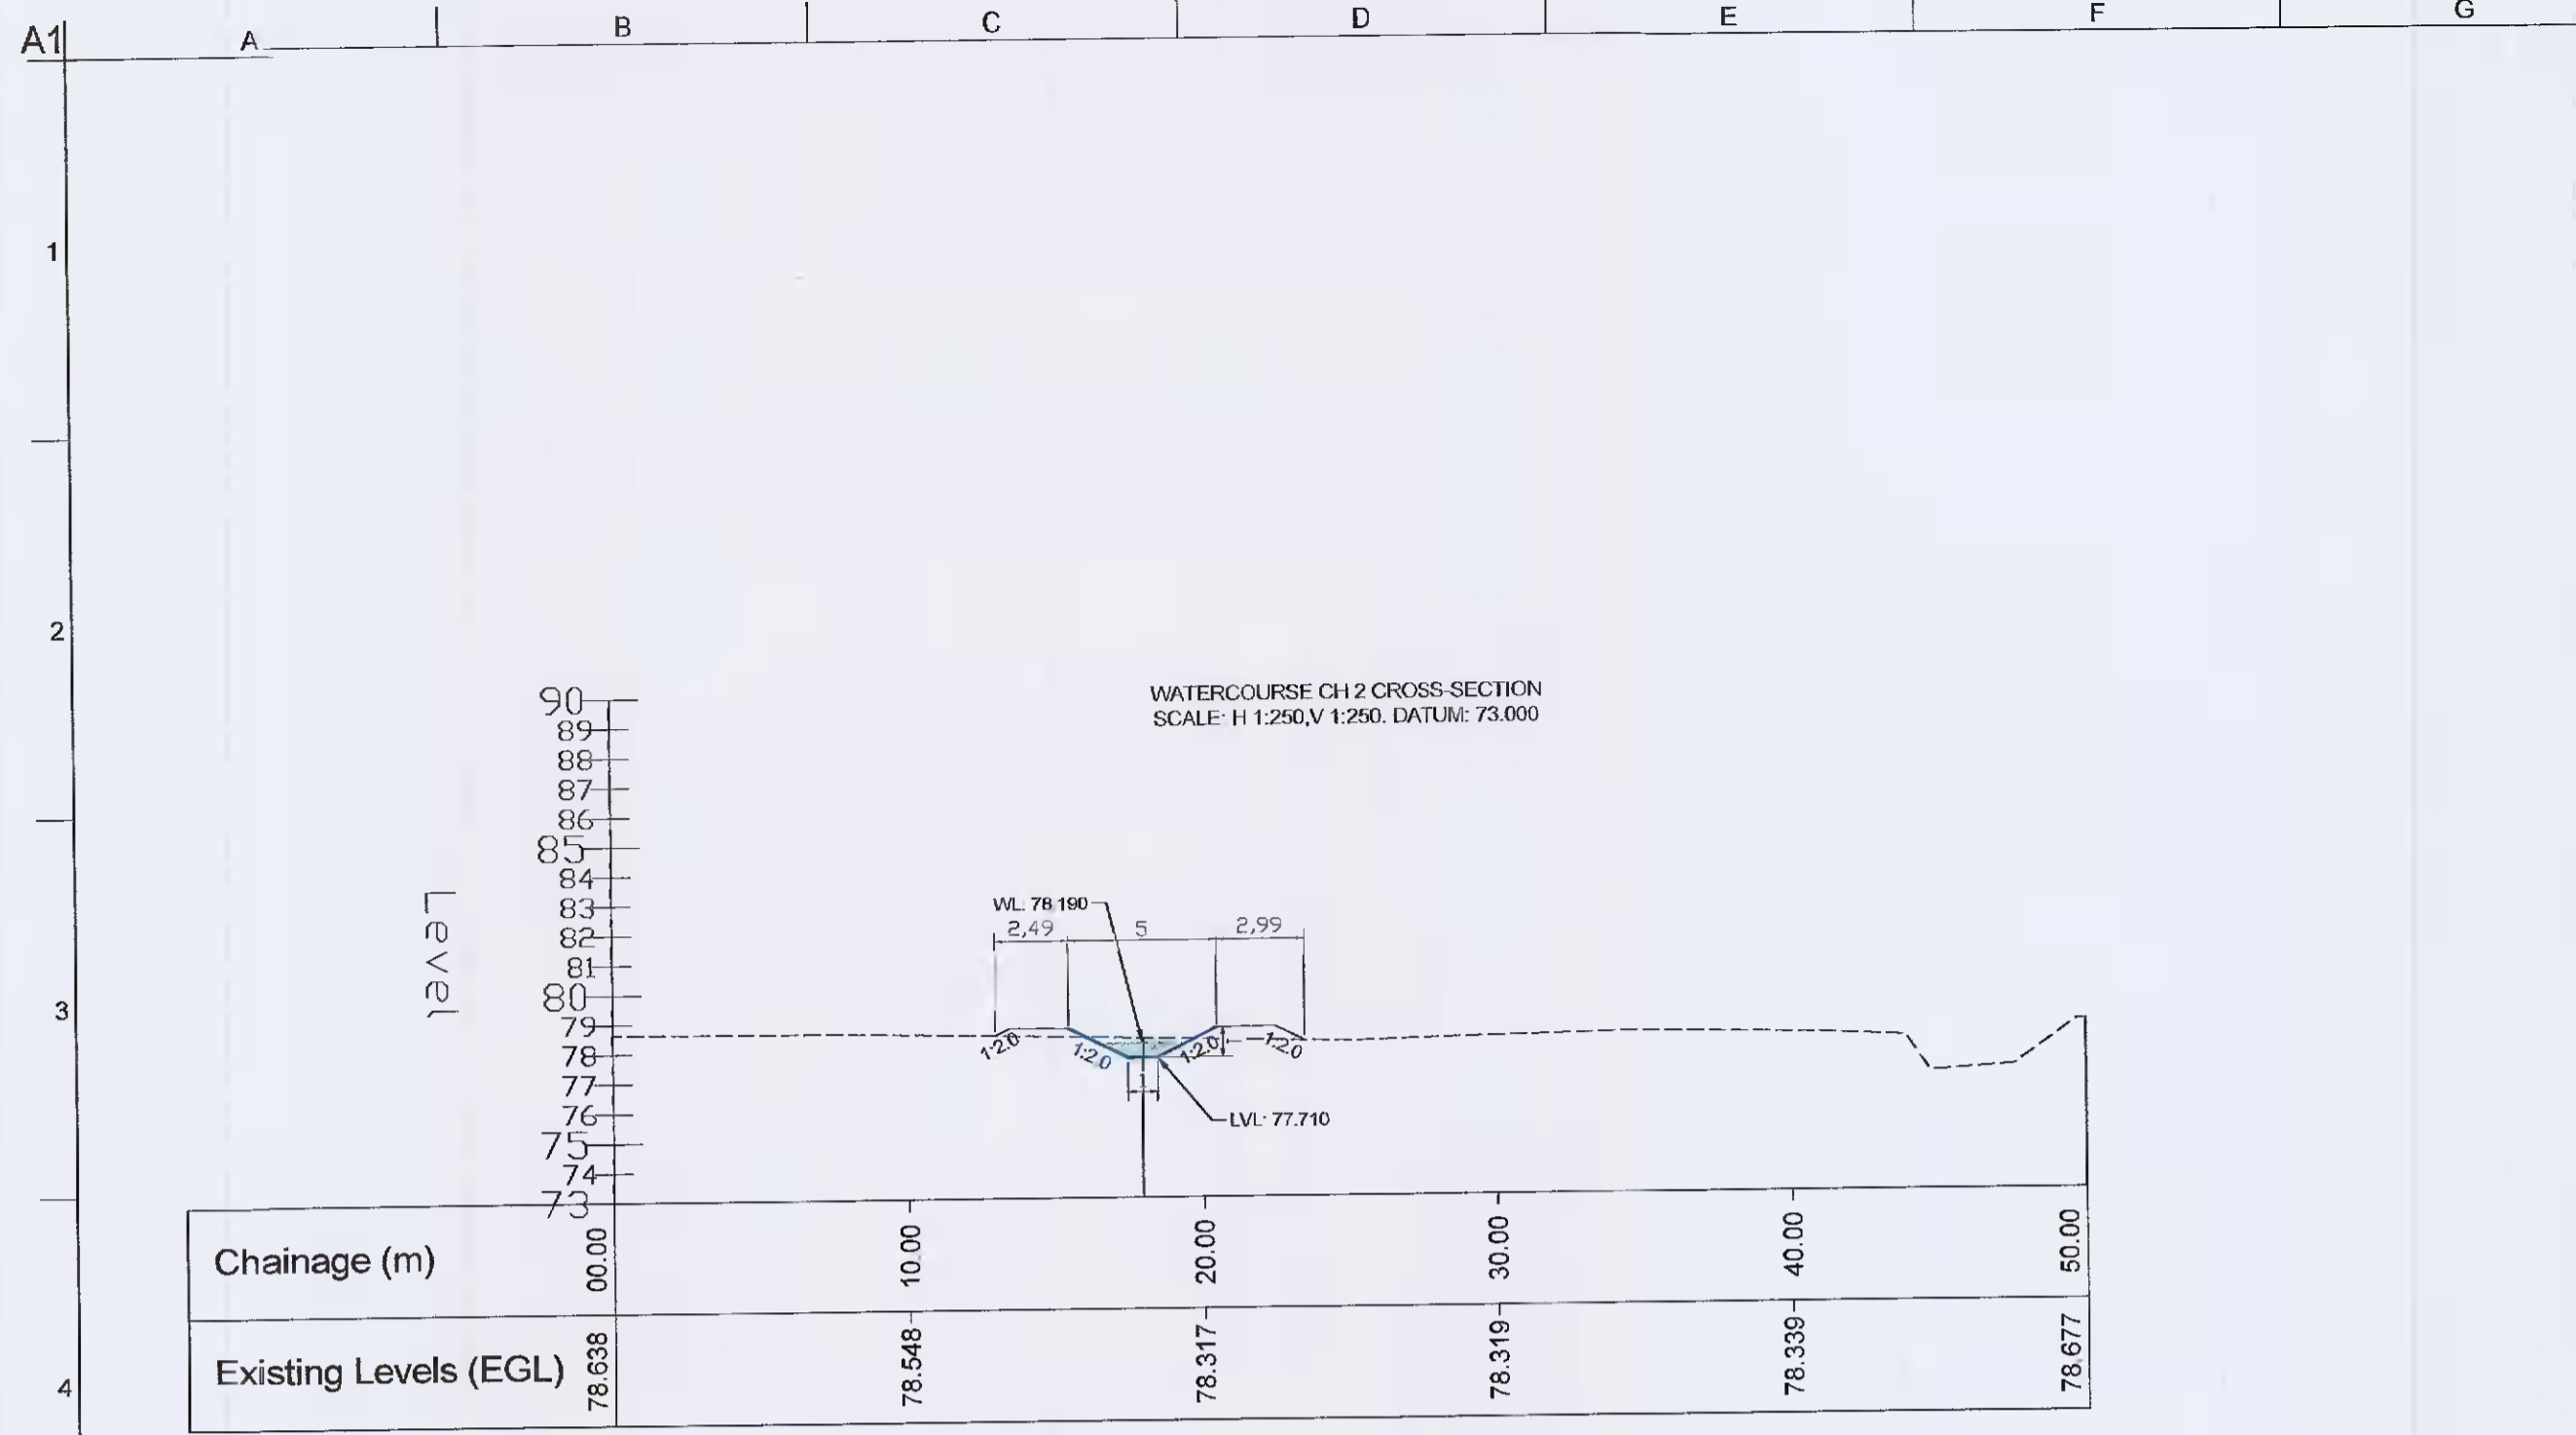 A1 A B C D E F G
1
2
3
4
WATERCOURSE CH 2 CROSS-SECTION
SCALE: H 1:250,V 1:250. DATUM: 73.000
Level
90
89
88
87
86
85
84
83
82
81
80
79
78
77
76
75
74
73
WL: 78.190
2,49 5 2,99
1:2.0 1:2.0 1:2.0 1:2.0
1
LVL: 77.710
Chainage (m) 00.00 10.00 20.00 30.00 40.00 50.00
Existing Levels (EGL) 78.638 78.548 78.317 78.319 78.339 78.677